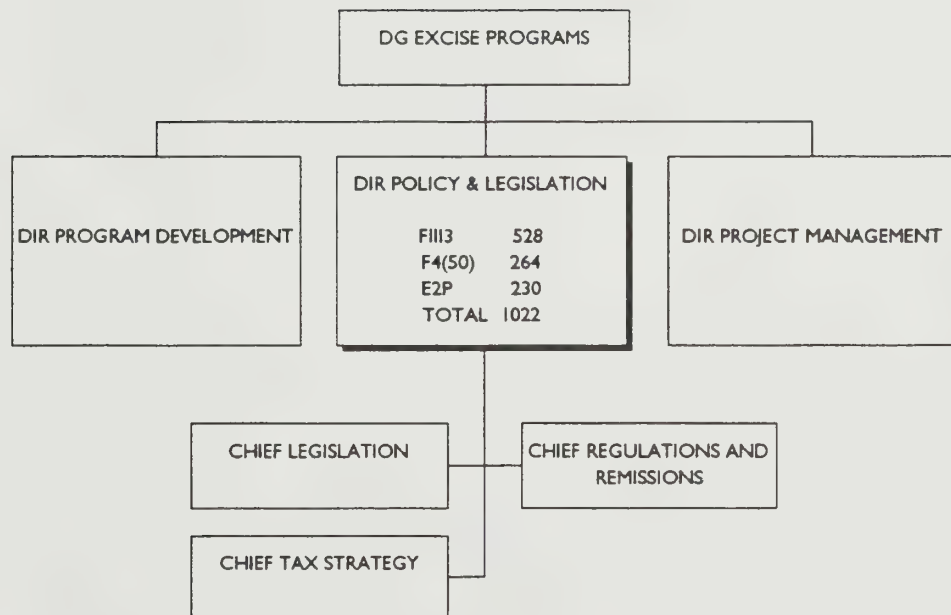 DG EXCISE PROGRAMS
DIR PROGRAM DEVELOPMENT
DIR POLICY & LEGISLATION
FIII3 528
F4(50) 264
E2P 230
TOTAL 1022
DIR PROJECT MANAGEMENT
CHIEF LEGISLATION
CHIEF REGULATIONS AND
REMISSIONS
CHIEF TAX STRATEGY